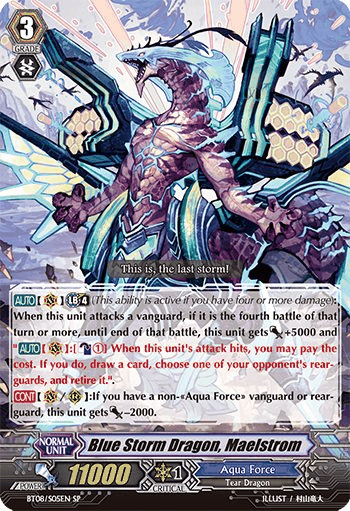 3
GRADE
This is, the last storm!
AUTO [ V ] LB 4 (This ability is active if you have four or more damage):
When this unit attacks a vanguard, if it is the fourth battle of that
turn or more, until end of that battle, this unit gets +5000 and
"AUTO [ V ]:[ ①] When this unit's attack hits, you may pay the
cost. If you do, draw a card, choose one of your opponent's rear-
guards, and retire it.".
CONT [ V / R ]:If you have a non-«Aqua Force» vanguard or rear-
guard, this unit gets -2000.
NORMAL UNIT
Blue Storm Dragon, Maelstrom
POWER 11000
1 CRITICAL
Aqua Force
Tear Dragon
BT08/S05EN SP
ILLUST / 村山竜大